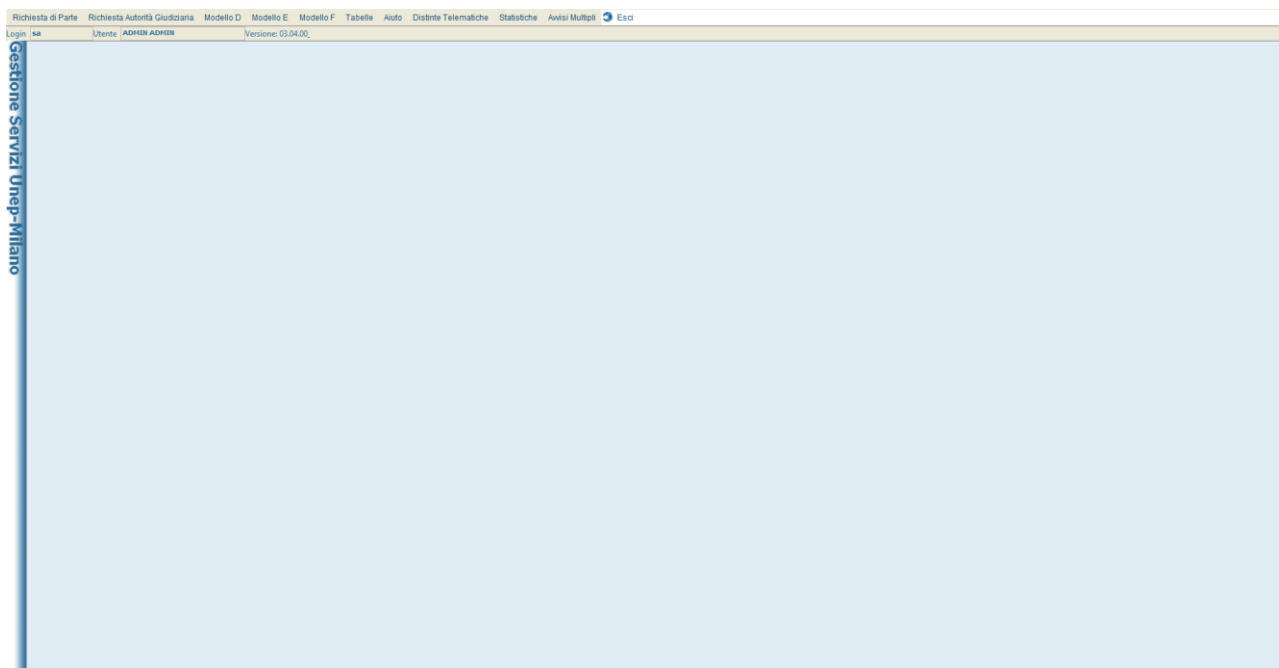 Richiesta di Parte Richiesta Autorità Giudiziaria Modello D Modello E Modello F Tabelle Aiuto Distinte Telematiche Statistiche Avvisi Multipli Esci
Login sa Utente ADMIN ADMIN Versione: 03.04.00_
Gestione Servizi Unep-Milano